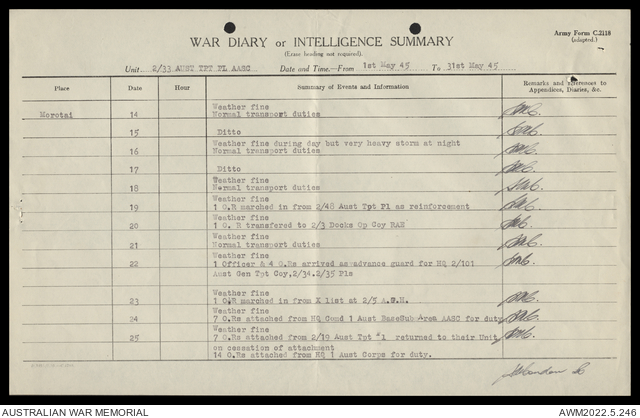 WAR DIARY or INTELLIGENCE SUMMARY
(Erase heading not required).
Army Form C.2118
(adapted.)
Unit 2/33 AUST TPT PL AASC Date and Time.—From 1st May 45 To 31st May 45
Place Date Hour Summary of Events and Information Remarks and references to Appendices, Diaries, &c.
Morotai 14 Weather fine
Normal transport duties
15 Ditto
Weather fine during day but very heavy storm at night
16 Normal transport duties
17 Ditto
Weather fine
18 Normal transport duties
Weather fine
19 1 O.R marched in from 2/48 Aust Tpt Pl as reinforcement
Weather fine
20 1 O. R transfered to 2/3 Docks Op Coy RAE
Weather fine
21 Normal transport duties
Weather fine
22 1 Officer & 4 O.Rs arrived as advance guard for HQ 2/101
Aust Gen Tpt Coy,2/34.2/35 Pls
Weather fine
23 1 O.R marched in from X list at 2/5 A.G.H.
Weather fine
24 7 O.Rs attached from HQ Comd 1 Aust BaseSub Area AASC for duty
Weather fine
25 7 O.Rs attached from 2/19 Aust Tpt returned to their Unit
on cessation of attachment
14 O.Rs attached from HQ 1 Aust Corps for duty.
AUSTRALIAN WAR MEMORIAL
AWM2022.5.246